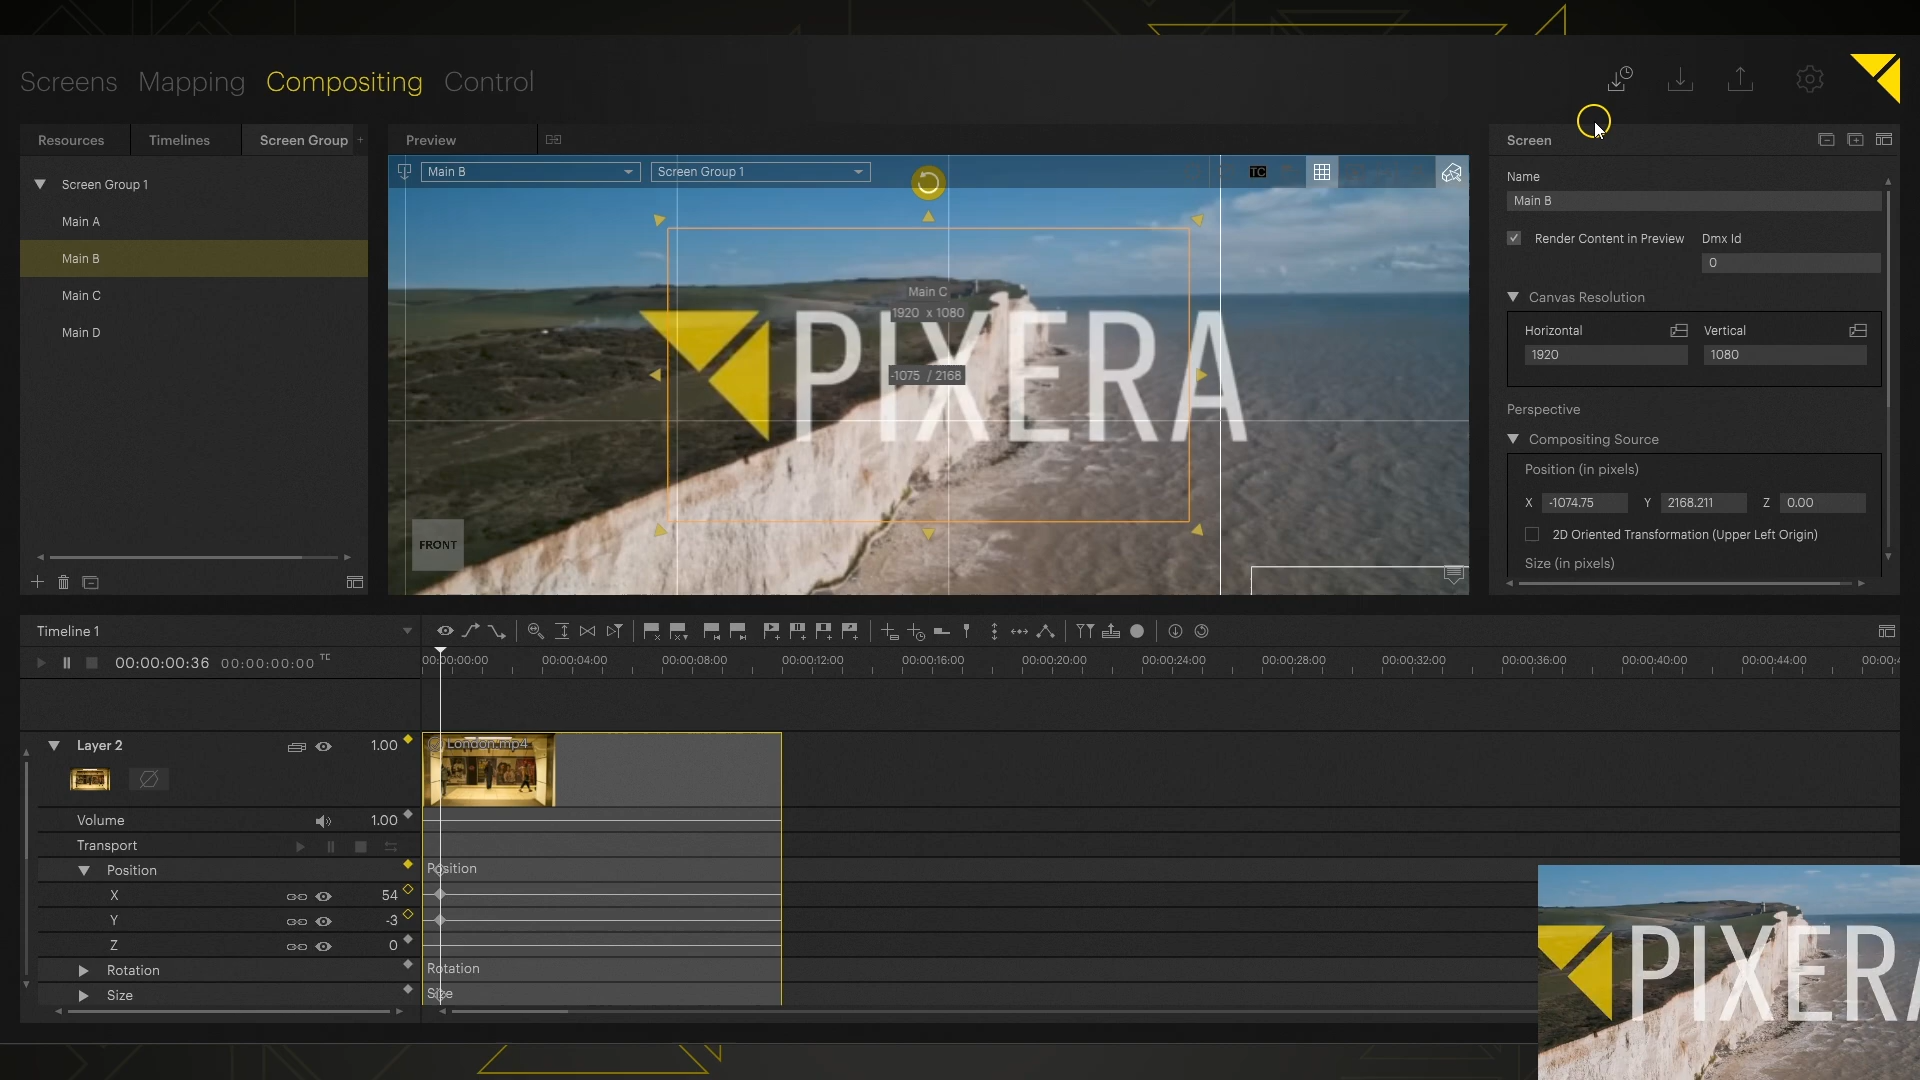 Screens Mapping Compositing Control
Resources Timelines Screen Group +
Screen Group 1
Main A
Main B
Main C
Main D
Preview
Main B Screen Group 1 TC
Main C
1920 x 1080
PIXERA
-1075 / 2168
FRONT
Screen
Name
Main B
Render Content in Preview Dmx Id
0
Canvas Resolution
Horizontal Vertical
1920 1080
Perspective
Compositing Source
Position (in pixels)
X -1074.75 Y 2168.211 Z 0.00
2D Oriented Transformation (Upper Left Origin)
Size (in pixels)
Timeline 1
00:00:00:36 00:00:00:00 TC
00:00:00:00 00:00:04:00 00:00:08:00 00:00:12:00 00:00:16:00 00:00:20:00 00:00:24:00 00:00:28:00 00:00:32:00 00:00:36:00 00:00:40:00 00:00:44:00 00:00:4
Layer 2 1.00 London.mp4
Volume 1.00
Transport
Position Position
X 54
Y -3
Z 0
Rotation Rotation
Size Size
PIXERA